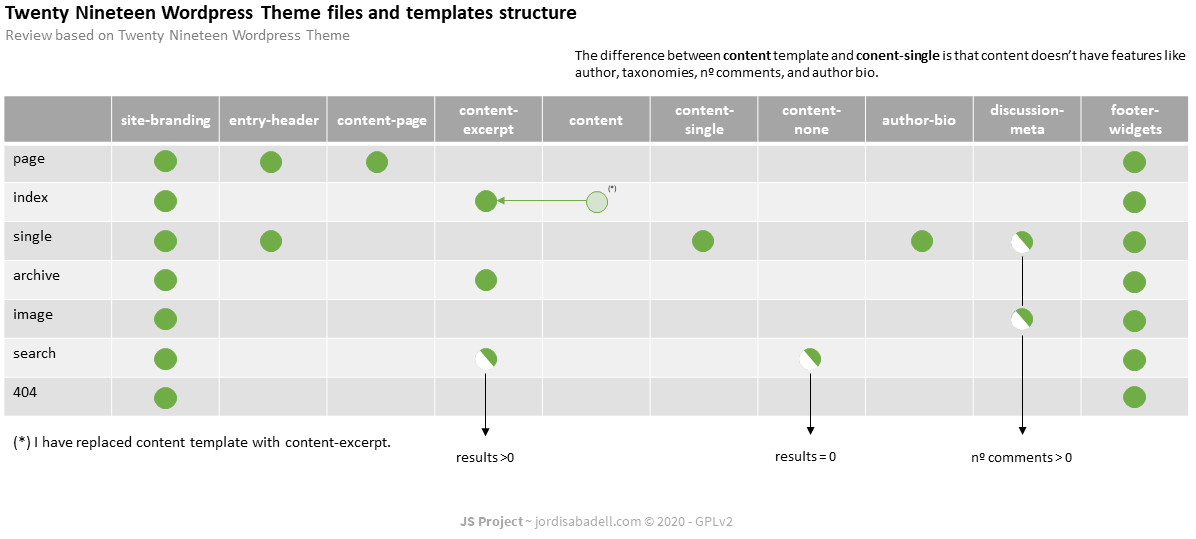 Twenty Nineteen Wordpress Theme files and templates structure
Review based on Twenty Nineteen Wordpress Theme
The difference between content template and conent-single is that content doesn't have features like
author, taxonomies, nº comments, and author bio.
site-branding entry-header content-page content-excerpt content content-single content-none author-bio discussion-meta footer-widgets
page
index (*)
single
archive
image
search
404
(*) I have replaced content template with content-excerpt.
results >0 results = 0 nº comments > 0
JS Project ~ jordisabadell.com © 2020 - GPLv2